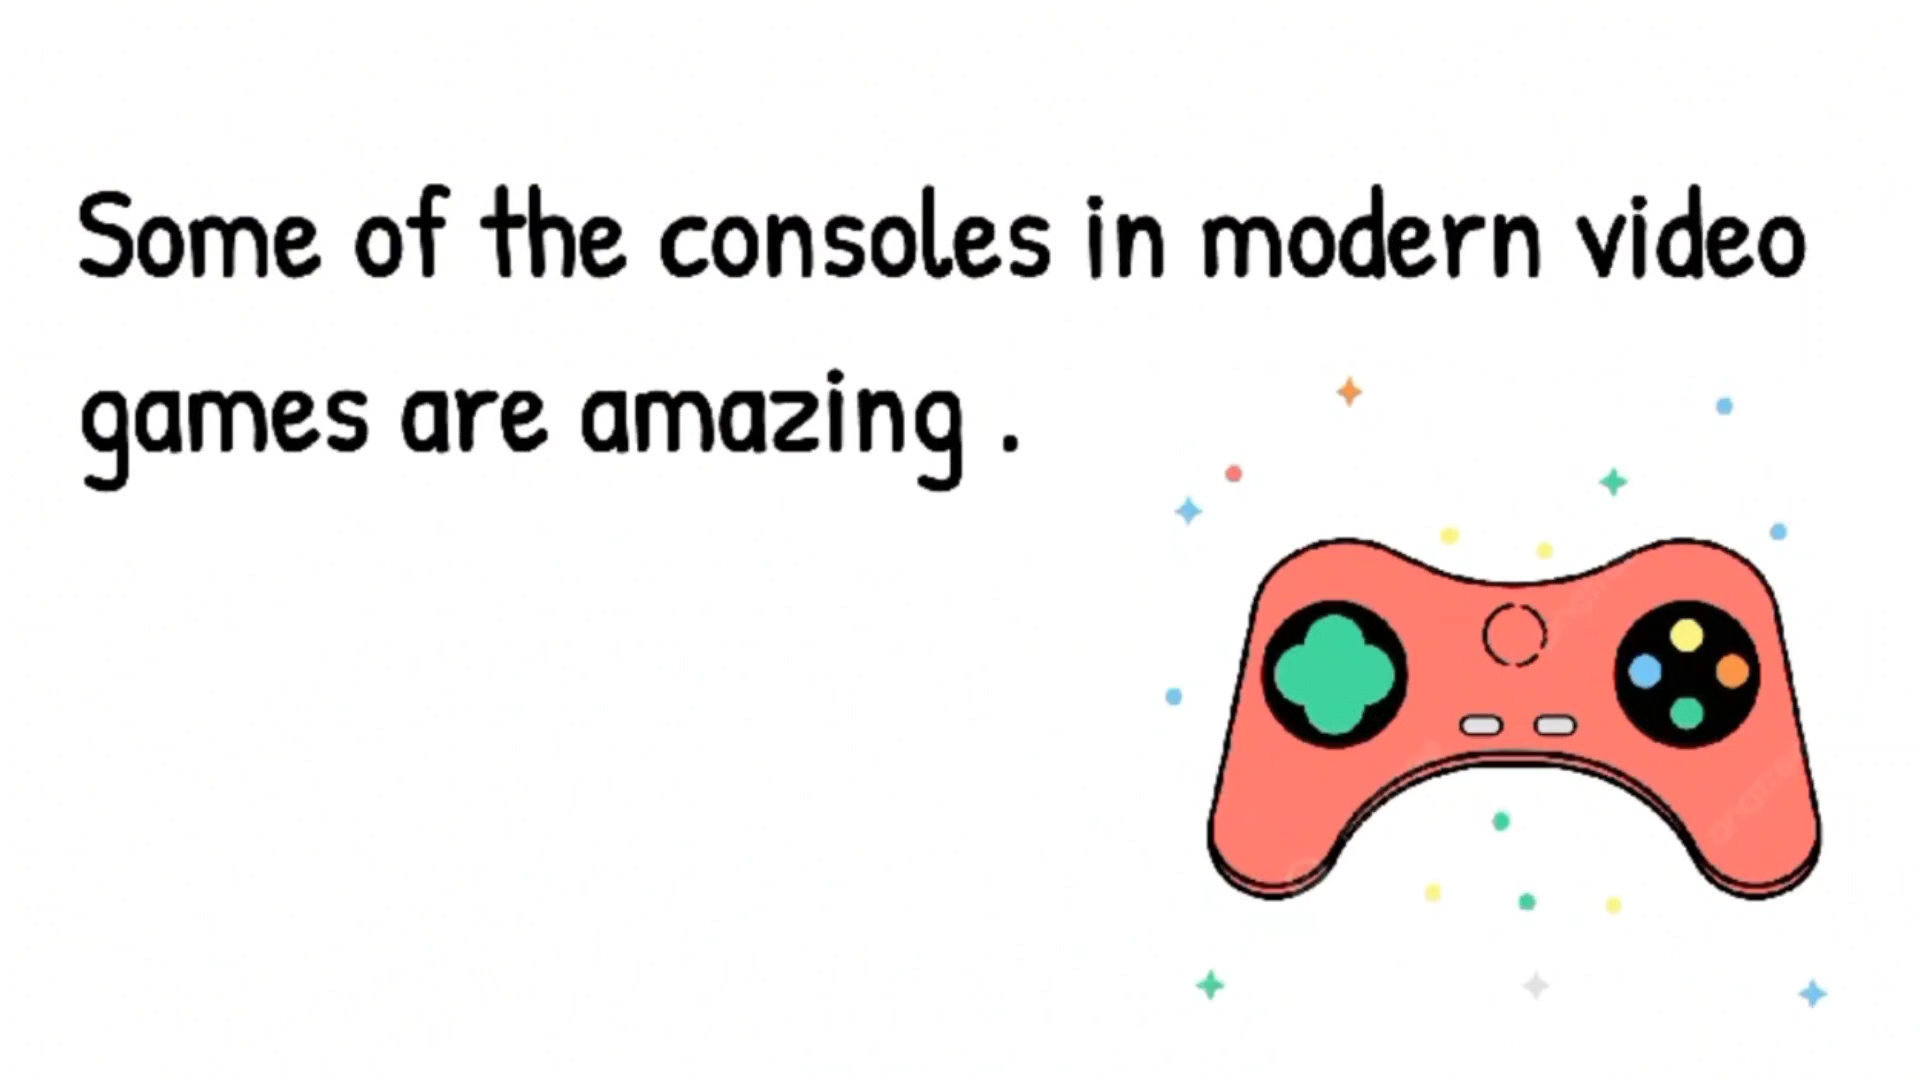 Some of the consoles in modern video
games are amazing .